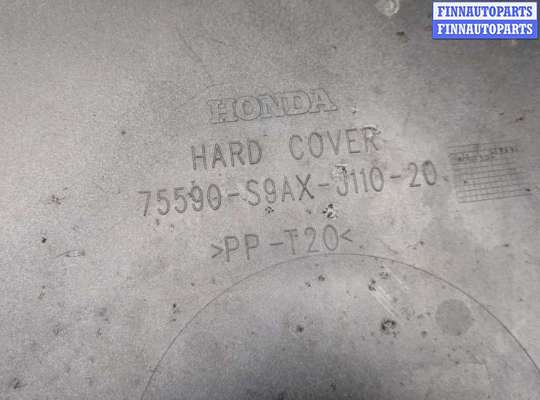 FINNAUTOPARTS
FINNAUTOPARTS
HONDA
HARD COVER
75590-S9AX-J110-20
>PP-T20<